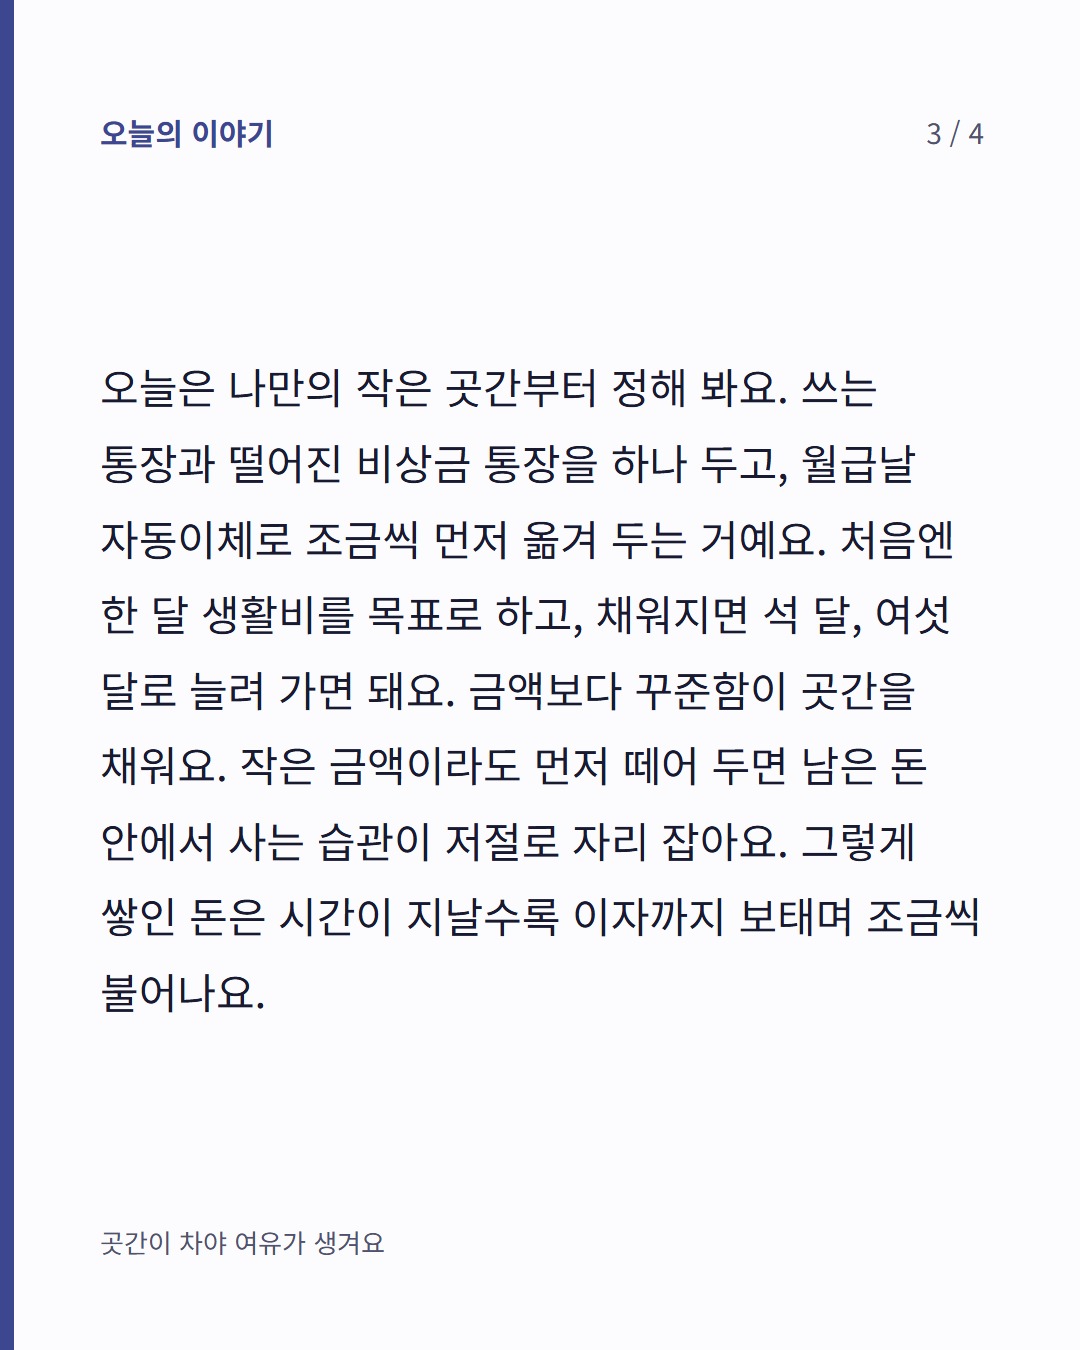 오늘의 이야기
3 / 4
오늘은 나만의 작은 곳간부터 정해 봐요. 쓰는
통장과 떨어진 비상금 통장을 하나 두고, 월급날
자동이체로 조금씩 먼저 옮겨 두는 거예요. 처음엔
한 달 생활비를 목표로 하고, 채워지면 석 달, 여섯
달로 늘려 가면 돼요. 금액보다 꾸준함이 곳간을
채워요. 작은 금액이라도 먼저 떼어 두면 남은 돈
안에서 사는 습관이 저절로 자리 잡아요. 그렇게
쌓인 돈은 시간이 지날수록 이자까지 보태며 조금씩
불어나요.
곳간이 차야 여유가 생겨요